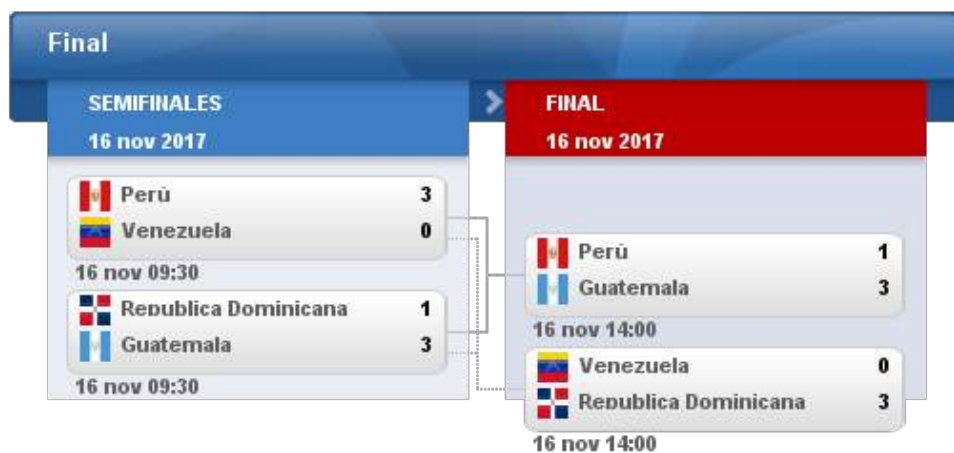 Final
SEMIFINALES
16 nov 2017
Perú 3
Venezuela 0
16 nov 09:30
Republica Dominicana 1
Guatemala 3
16 nov 09:30
FINAL
16 nov 2017
Perú 1
Guatemala 3
16 nov 14:00
Venezuela 0
Republica Dominicana 3
16 nov 14:00